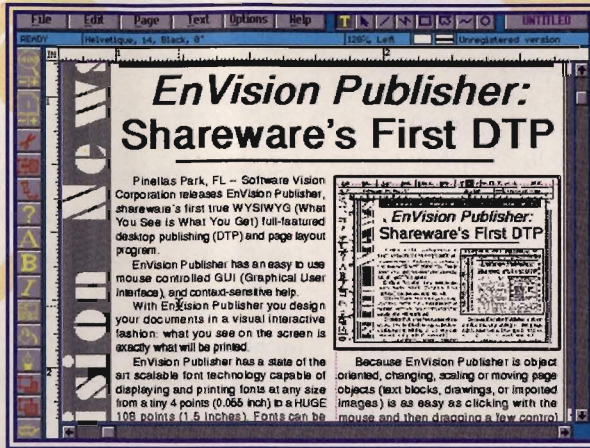 File Edit Page Text Options Help T UNTITLED
READY Helvetique, 14, Black, 0° 120%, Left Unregistered version
IN 1 2
ision News
EnVision Publisher:
Shareware's First DTP
Pinellas Park, FL -- Software Vision
Corporation releases EnVision Publisher,
shareware's first true WYSIWYG (What
You See Is What You Get) full-featured
desktop publishing (DTP) and page layout
program.
EnVision Publisher has an easy to use
mouse controlled GUI (Graphical User
Interface), and context-sensitive help.
With EnVision Publisher you design
your documents in a visual interactive
fashion: what you see on the screen is
exactly what will be printed.
EnVision Publisher has a state of the
art scalable font technology capable of
displaying and printing fonts at any size
from a tiny 4 points (0.055 inch) to a HUGE
108 points (1.5 inches). Fonts can be
EnVision Publisher:
Shareware's First DTP
Because EnVision Publisher is object
oriented, changing, scaling or moving page
objects (text blocks, drawings, or imported
images) is as easy as clicking with the
mouse and then dragging a few control